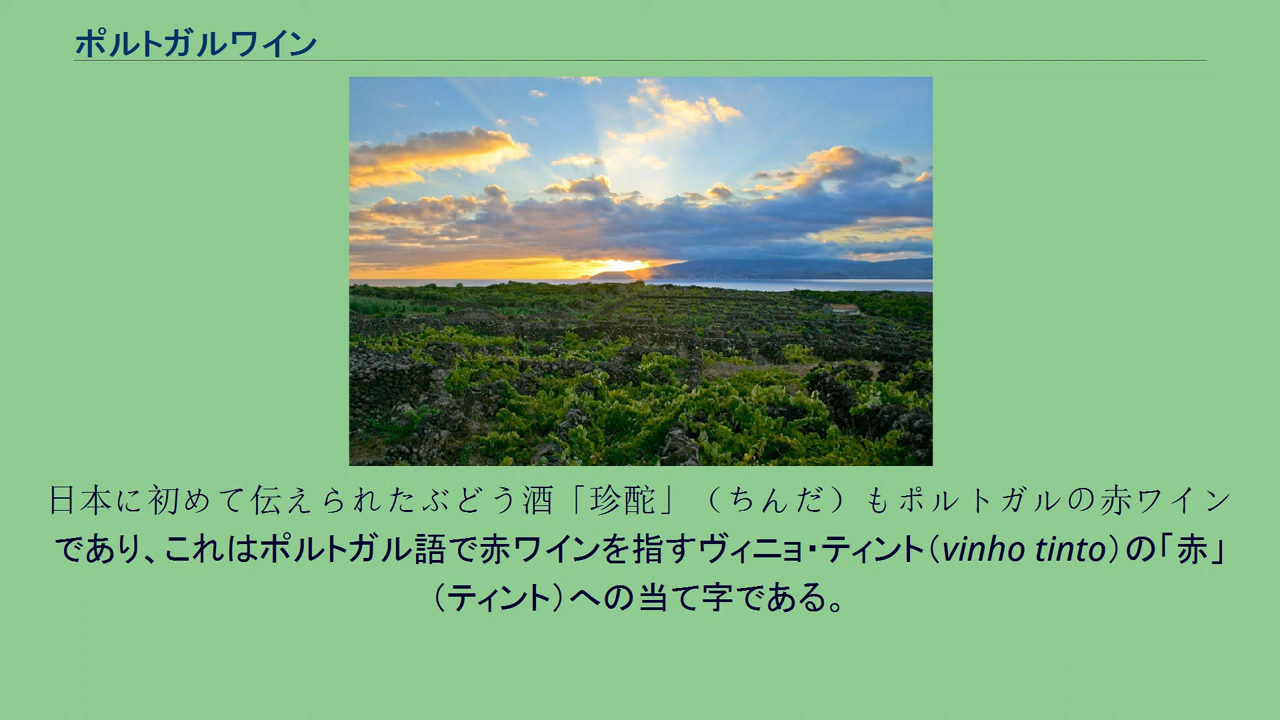 ポルトガルワイン
日本に初めて伝えられたぶどう酒「珍酡」（ちんだ）もポルトガルの赤ワイン
であり、これはポルトガル語で赤ワインを指すヴィニョ・ティント（vinho tinto）の「赤」
（ティント）への当て字である。